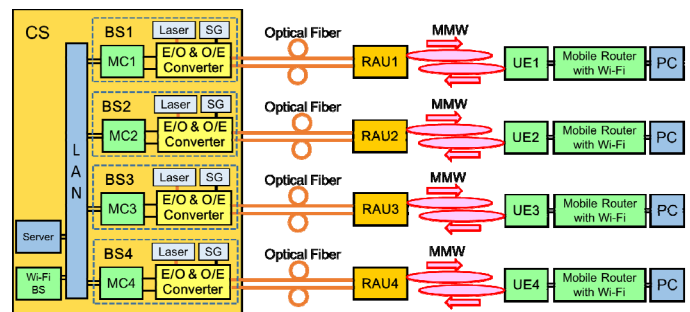 CS
BS1
Laser
SG
MC1
E/O & O/E
Converter
Optical Fiber
RAU1
MMW
UE1
Mobile Router
with Wi-Fi
PC
BS2
Laser
SG
MC2
E/O & O/E
Converter
Optical Fiber
RAU2
MMW
UE2
Mobile Router
with Wi-Fi
PC
LAN
BS3
Laser
SG
MC3
E/O & O/E
Converter
Optical Fiber
RAU3
MMW
UE3
Mobile Router
with Wi-Fi
PC
Server
BS4
Laser
SG
MC4
E/O & O/E
Converter
Optical Fiber
RAU4
MMW
UE4
Mobile Router
with Wi-Fi
PC
Wi-Fi
BS